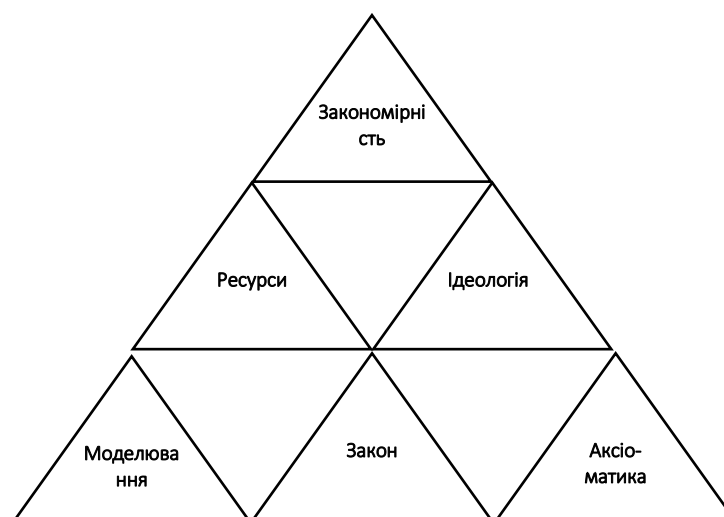 Закономірні
сть
Ресурси
Ідеологія
Моделюва
ння
Закон
Аксіо-
матика